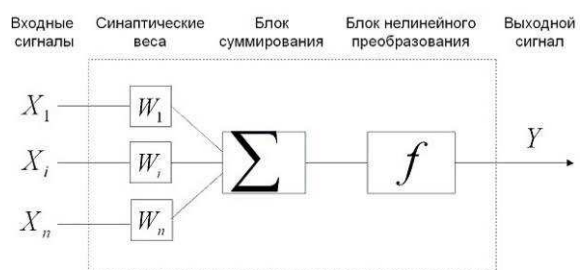 Входные сигналы
Синаптические веса
Блок суммирования
Блок нелинейного преобразования
Выходной сигнал
X₁
W₁
Xᵢ
Wᵢ
∑
f
Y
Xₙ
Wₙ